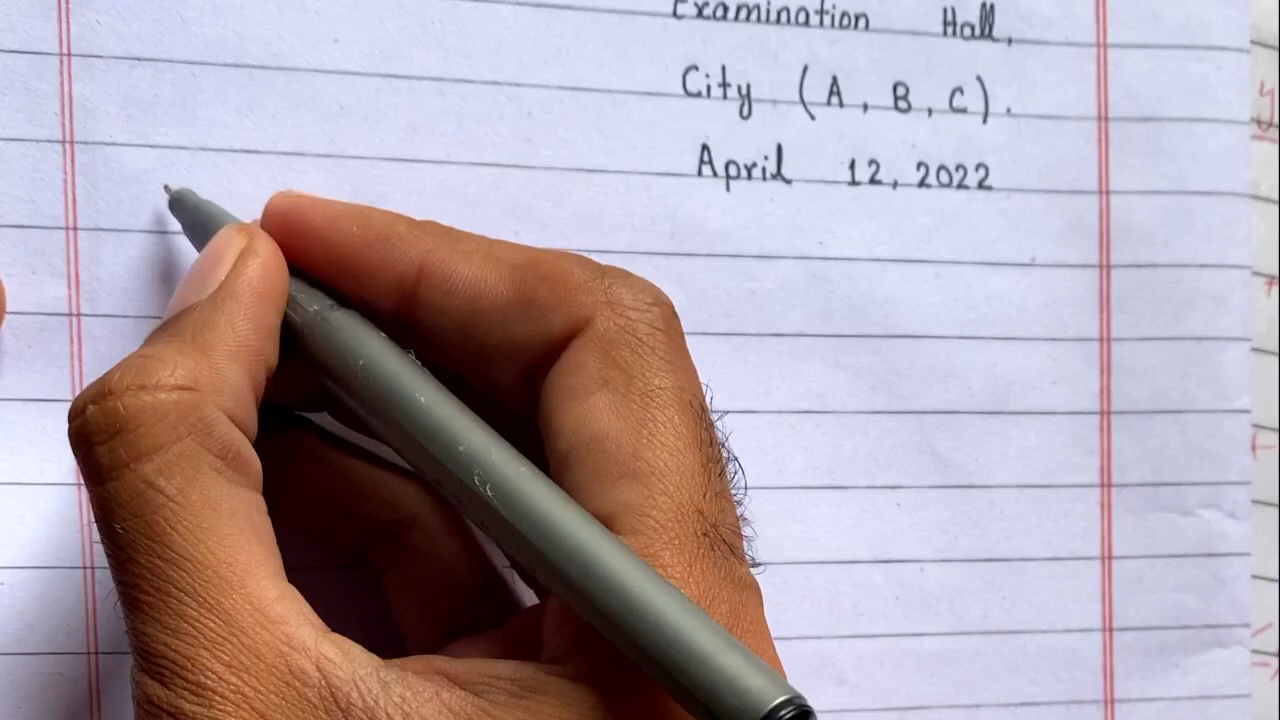 Examination Hall,
City (A, B, C).
April 12, 2022